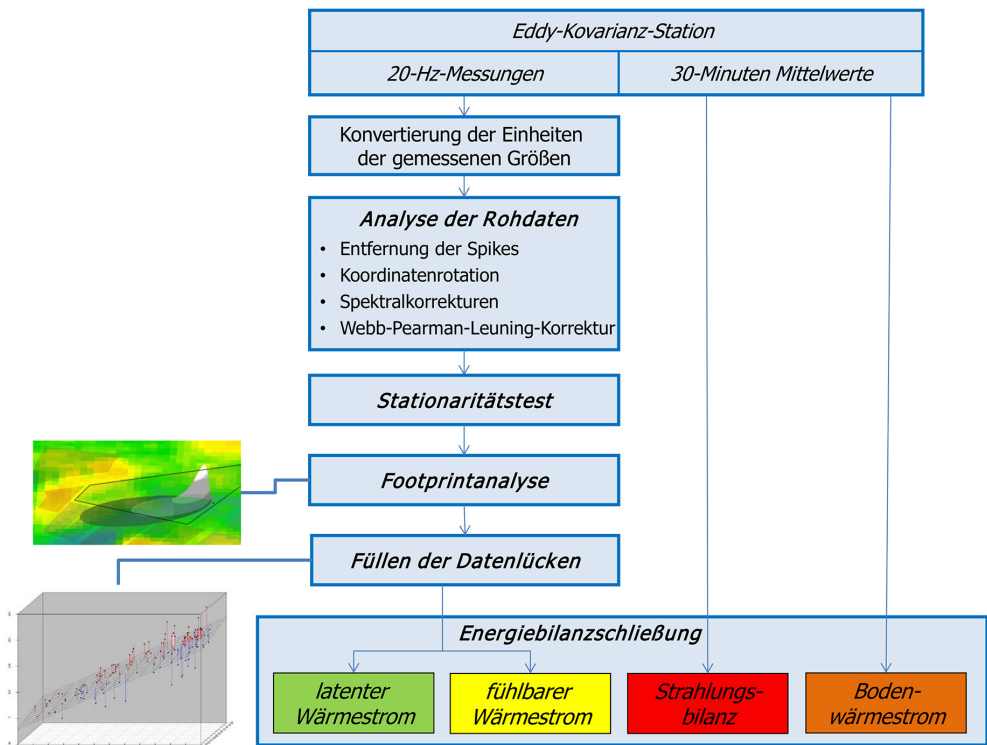 Eddy-Kovarianz-Station
20-Hz-Messungen
30-Minuten Mittelwerte
Konvertierung der Einheiten
der gemessenen Größen
Analyse der Rohdaten
• Entfernung der Spikes
• Koordinatenrotation
• Spektralkorrekturen
• Webb-Pearman-Leuning-Korrektur
Stationaritätstest
Footprintanalyse
Füllen der Datenlücken
Energiebilanzschließung
latenter
Wärmestrom
fühlbarer
Wärmestrom
Strahlungs-
bilanz
Boden-
wärmestrom